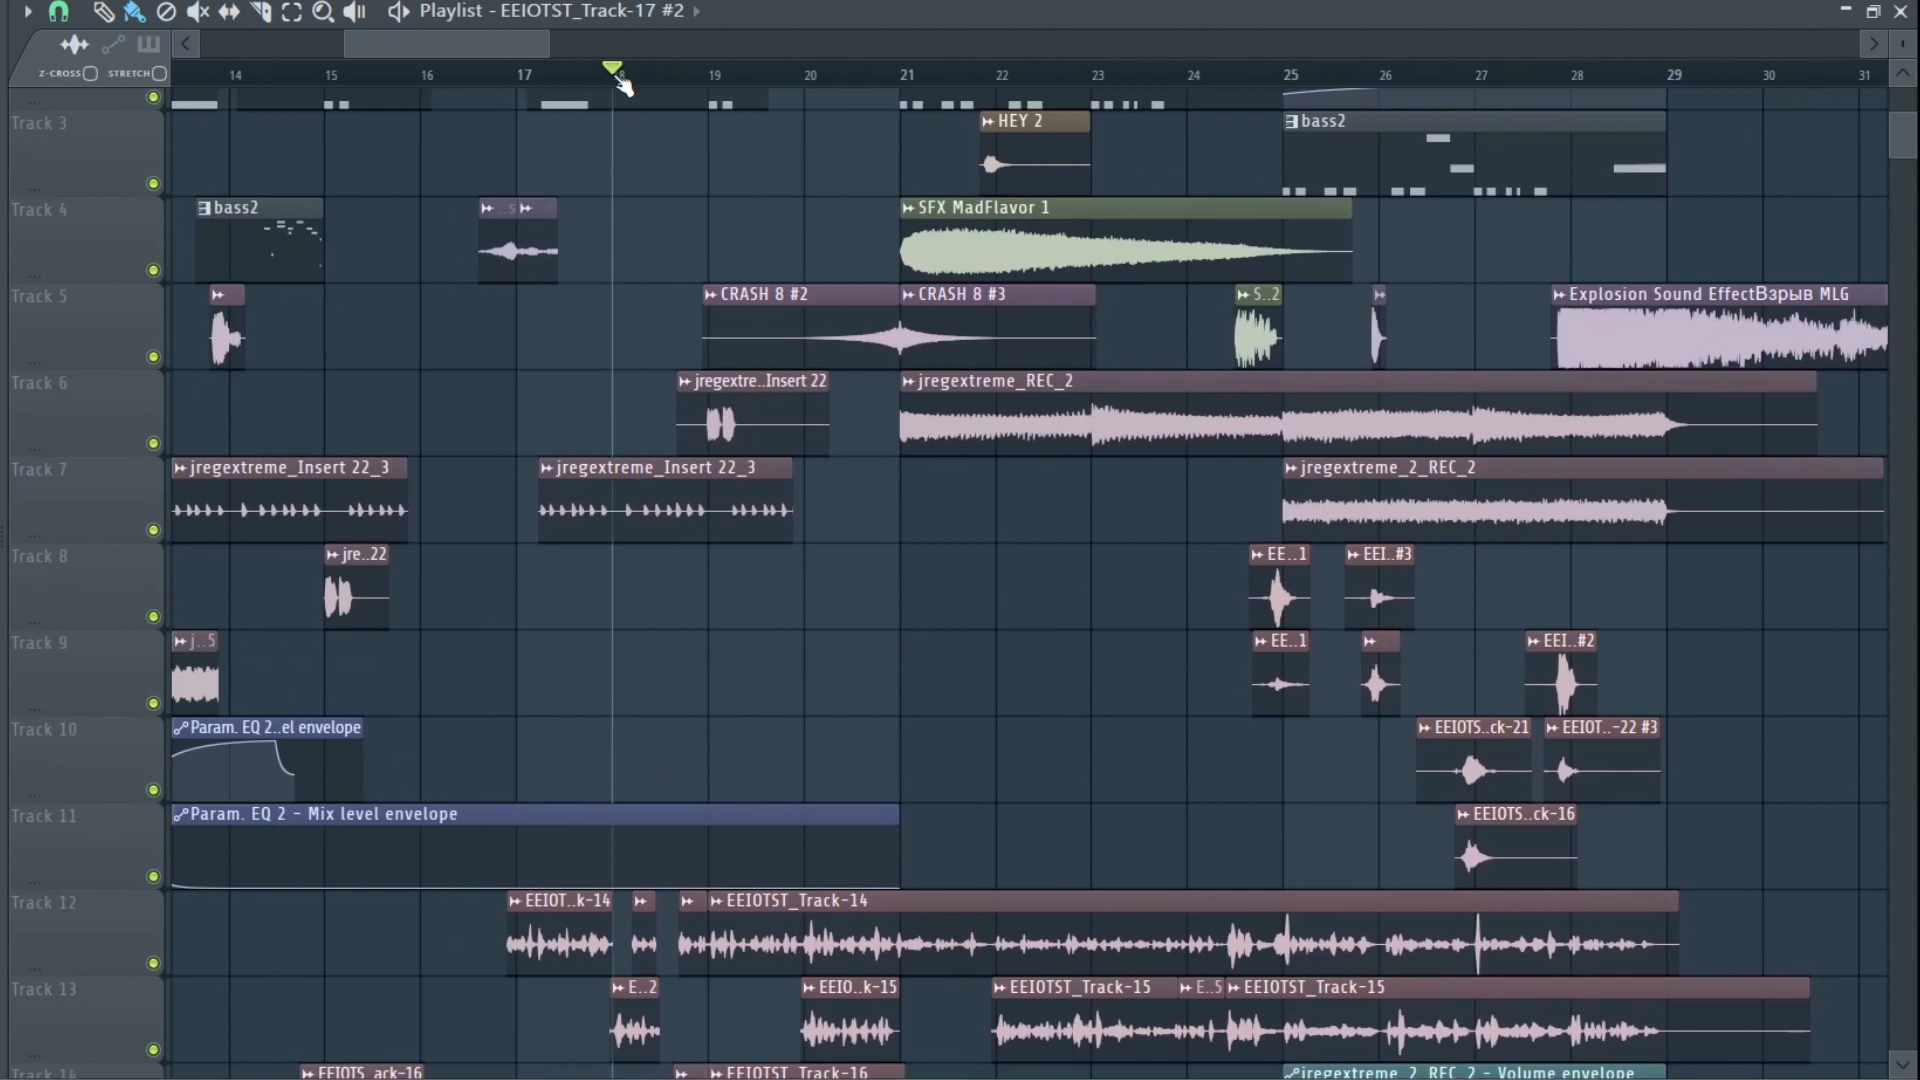 Playlist - EEIOTST_Track-17 #2
Z-CROSS STRETCH
14 15 16 17 8 19 20 21 22 23 24 25 26 27 28 29 30 31
...
Track 3
HEY 2
bass2
...
Track 4
bass2
..s
SFX MadFlavor 1
...
Track 5
CRASH 8 #2
CRASH 8 #3
S..2
Explosion Sound EffectВзрыв MLG
...
Track 6
jregextre..Insert 22
jregextreme_REC_2
...
Track 7
jregextreme_Insert 22_3
jregextreme_Insert 22_3
jregextreme_2_REC_2
...
Track 8
jre..22
EE..1
EEI..#3
...
Track 9
j..5
EE..1
EEI..#2
...
Track 10
Param. EQ 2..el envelope
EEIOTS..ck-21
EEIOT..-22 #3
...
Track 11
Param. EQ 2 - Mix level envelope
EEIOTS..ck-16
...
Track 12
EEIOT..k-14
EEIOTST_Track-14
...
Track 13
E..2
EEIO..k-15
EEIOTST_Track-15
E..5
EEIOTST_Track-15
...
Track 14
EEIOTS..ack-16
EEIOTST_Track-16
jregextreme_2_REC_2 - Volume envelope